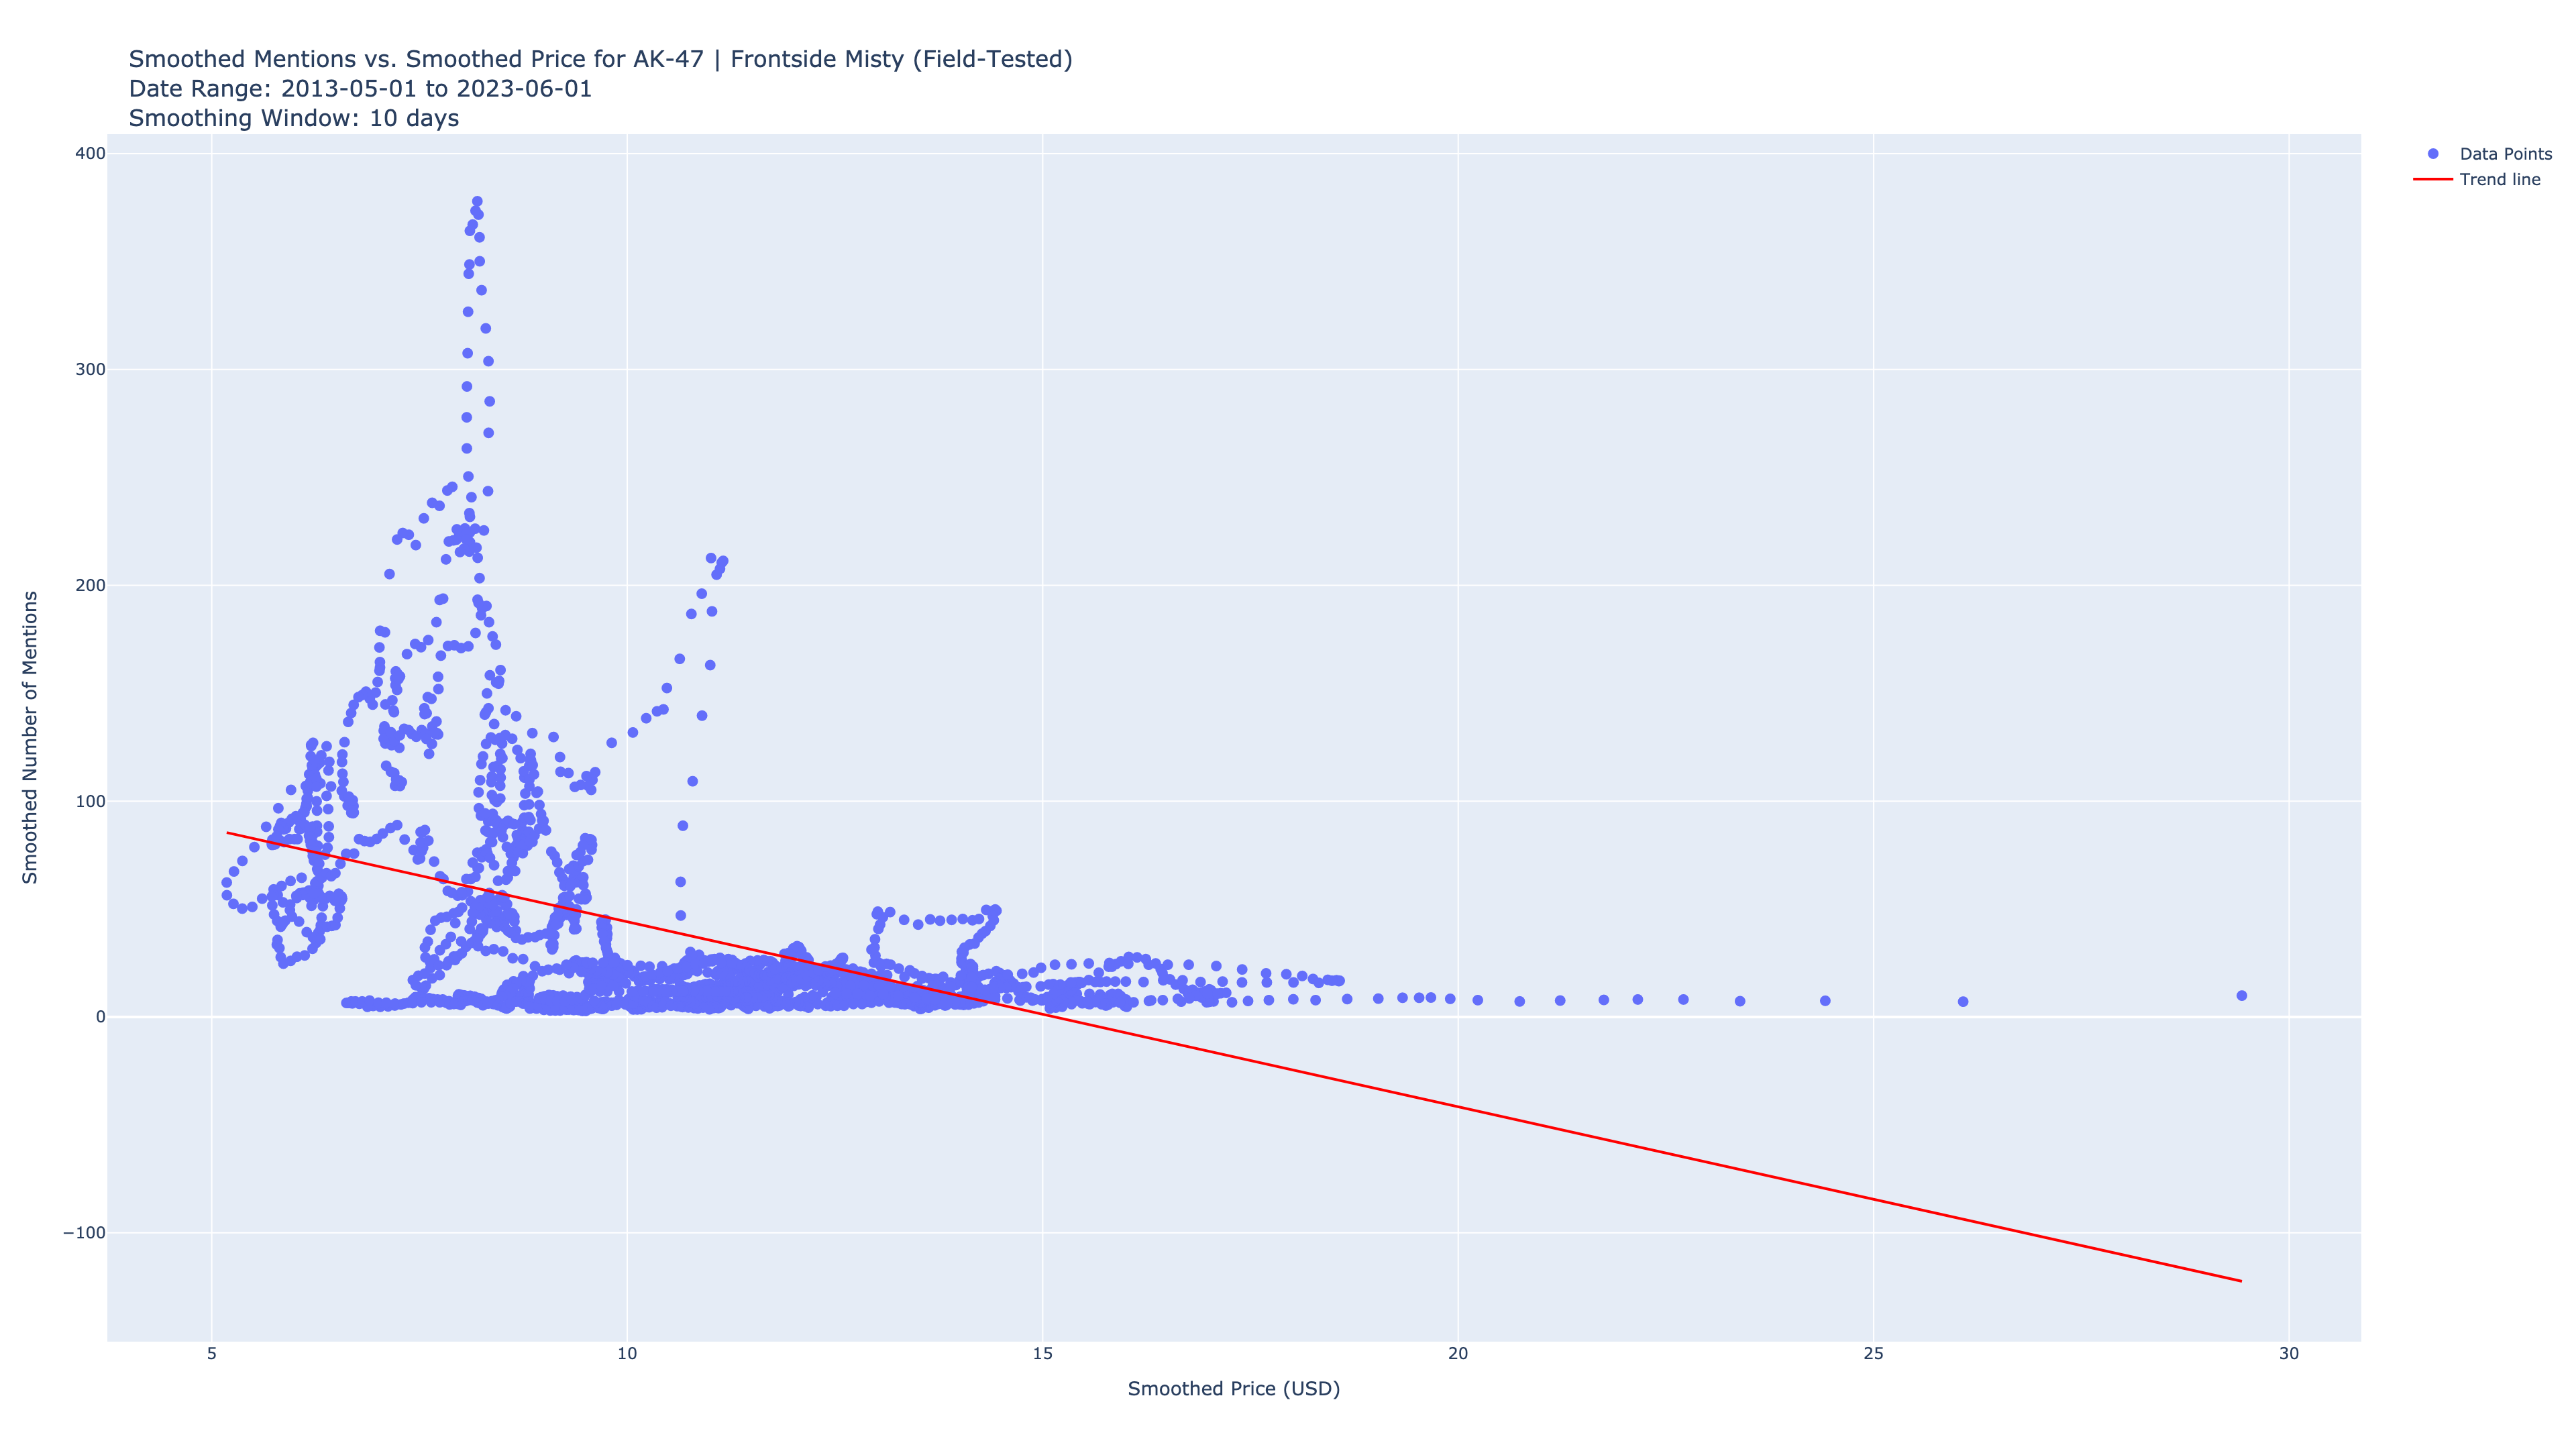 Smoothed Mentions vs. Smoothed Price for AK-47 | Frontside Misty (Field-Tested)
Date Range: 2013-05-01 to 2023-06-01
Smoothing Window: 10 days
Data Points
Trend line
400
300
200
100
0
−100
Smoothed Number of Mentions
5
10
15
20
25
30
Smoothed Price (USD)